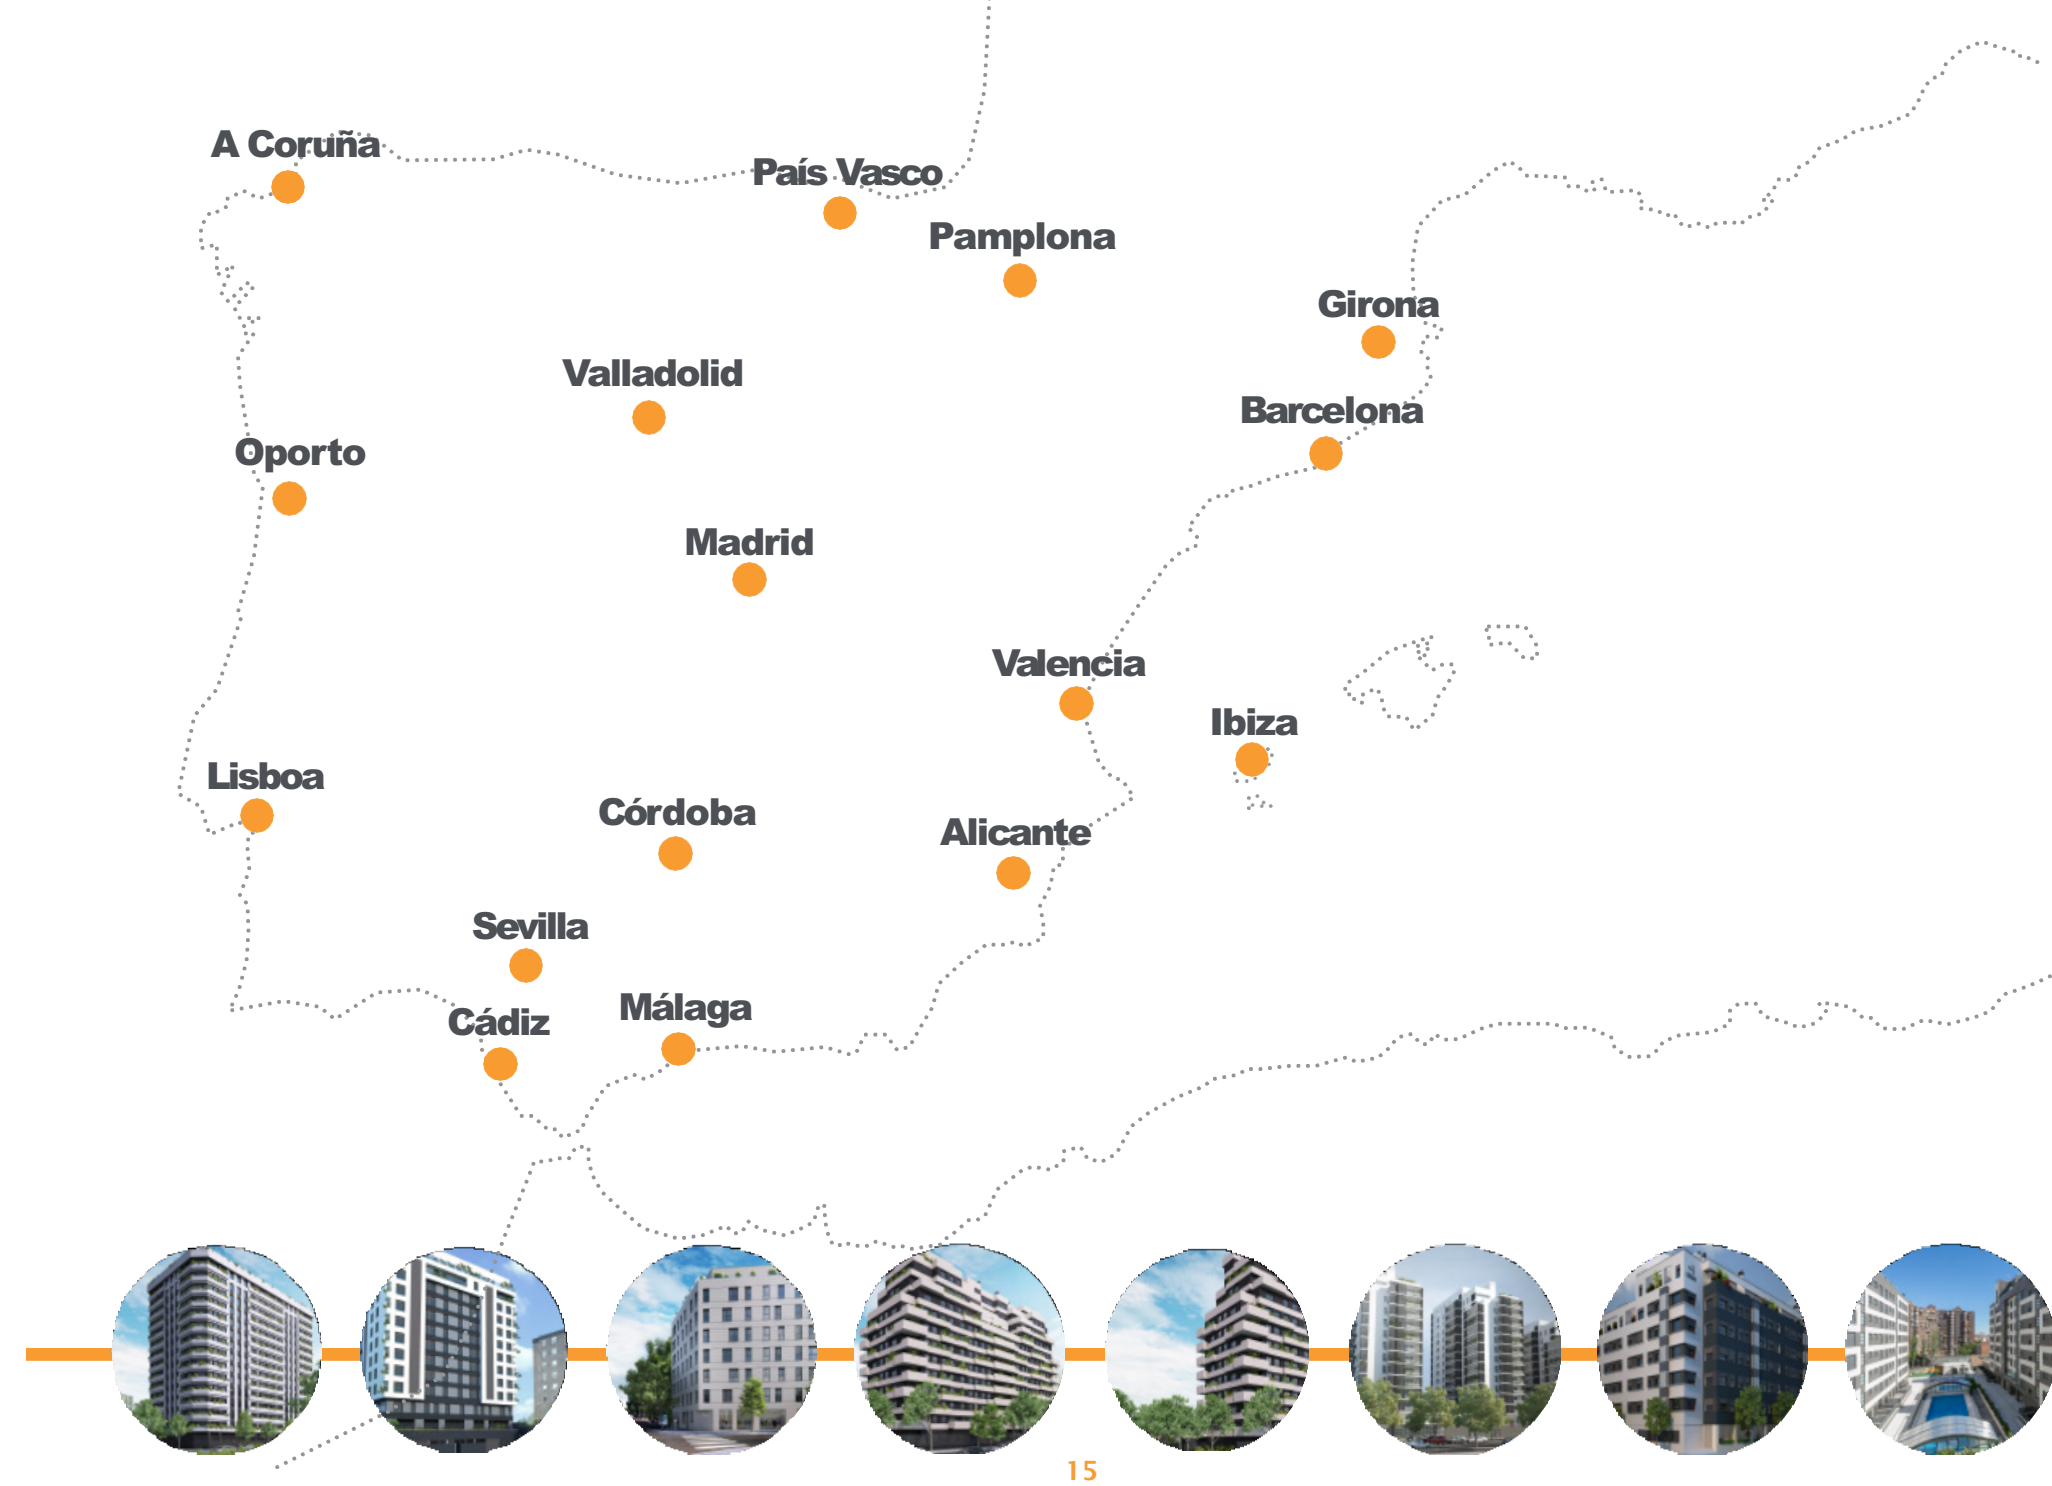 A Coruña
País Vasco
Pamplona
Girona
Valladolid
Barcelona
Oporto
Madrid
Valencia
Ibiza
Lisboa
Córdoba
Alicante
Sevilla
Málaga
Cádiz
15